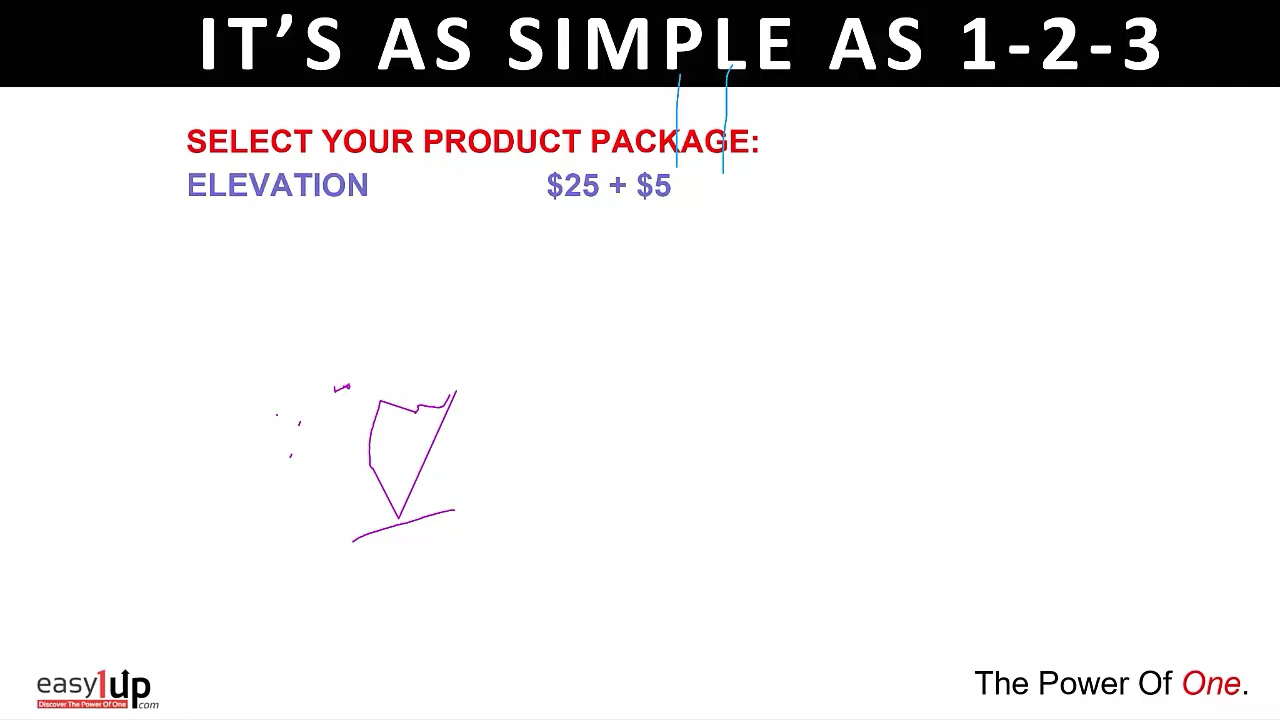 IT’S AS SIMPLE AS 1-2-3
SELECT YOUR PRODUCT PACKAGE:
ELEVATION $25 + $5
easy1up
Discover The Power Of One .com
The Power Of One.